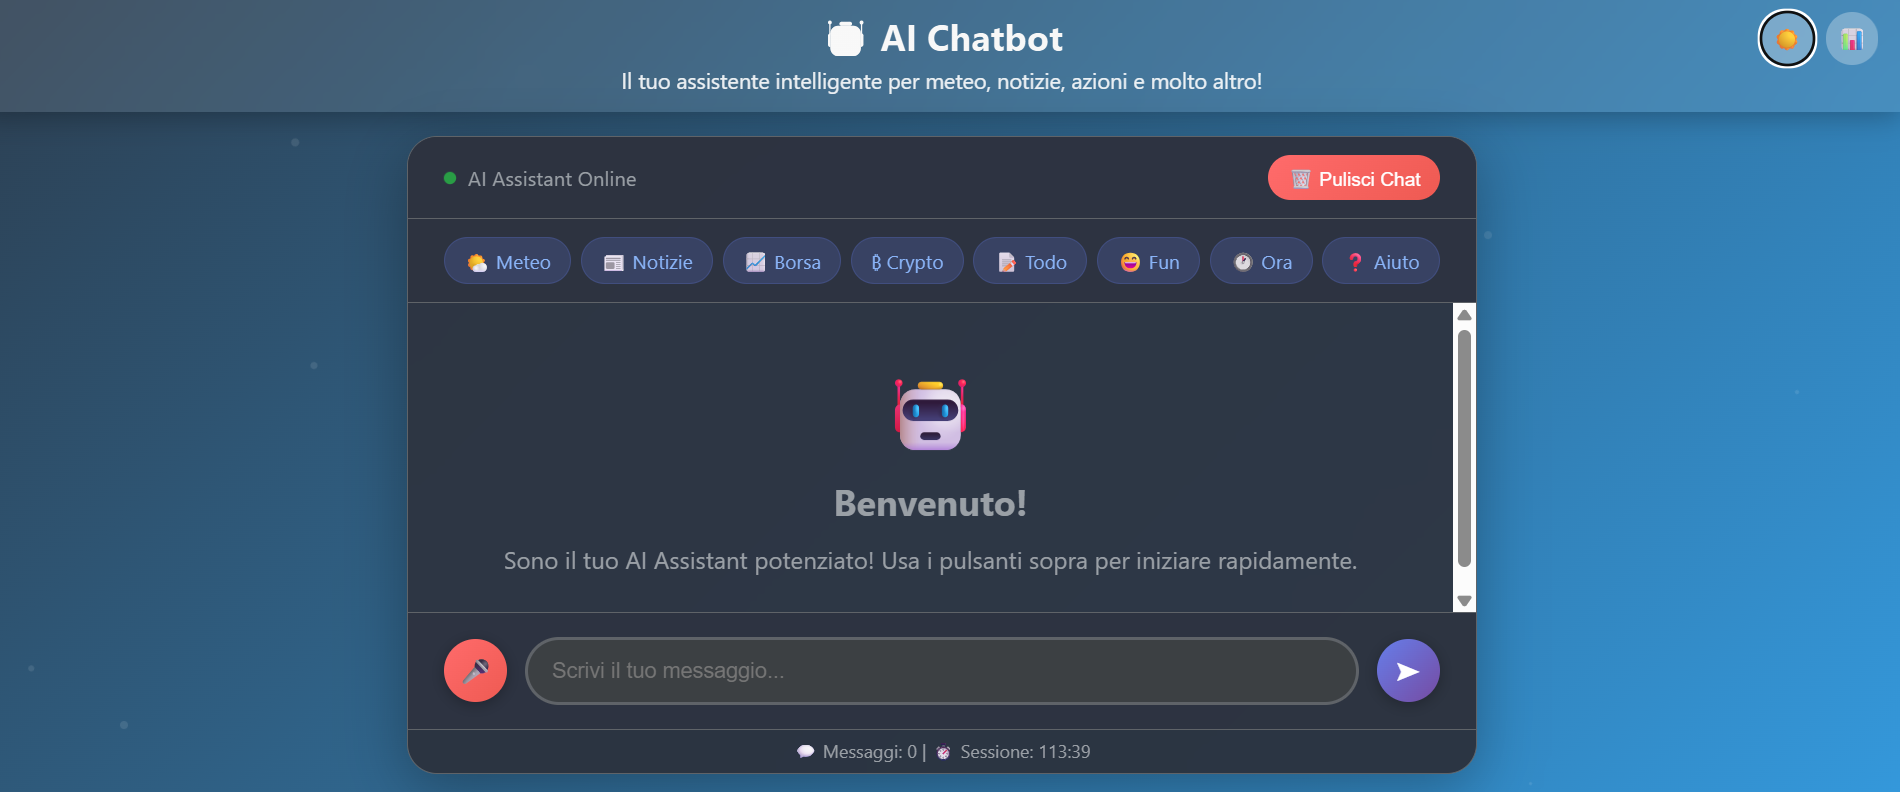 AI Chatbot
Il tuo assistente intelligente per meteo, notizie, azioni e molto altro!
AI Assistant Online
Pulisci Chat
Meteo
Notizie
Borsa
₿ Crypto
Todo
Fun
Ora
Aiuto
Benvenuto!
Sono il tuo AI Assistant potenziato! Usa i pulsanti sopra per iniziare rapidamente.
Scrivi il tuo messaggio...
Messaggi: 0 | Sessione: 113:39